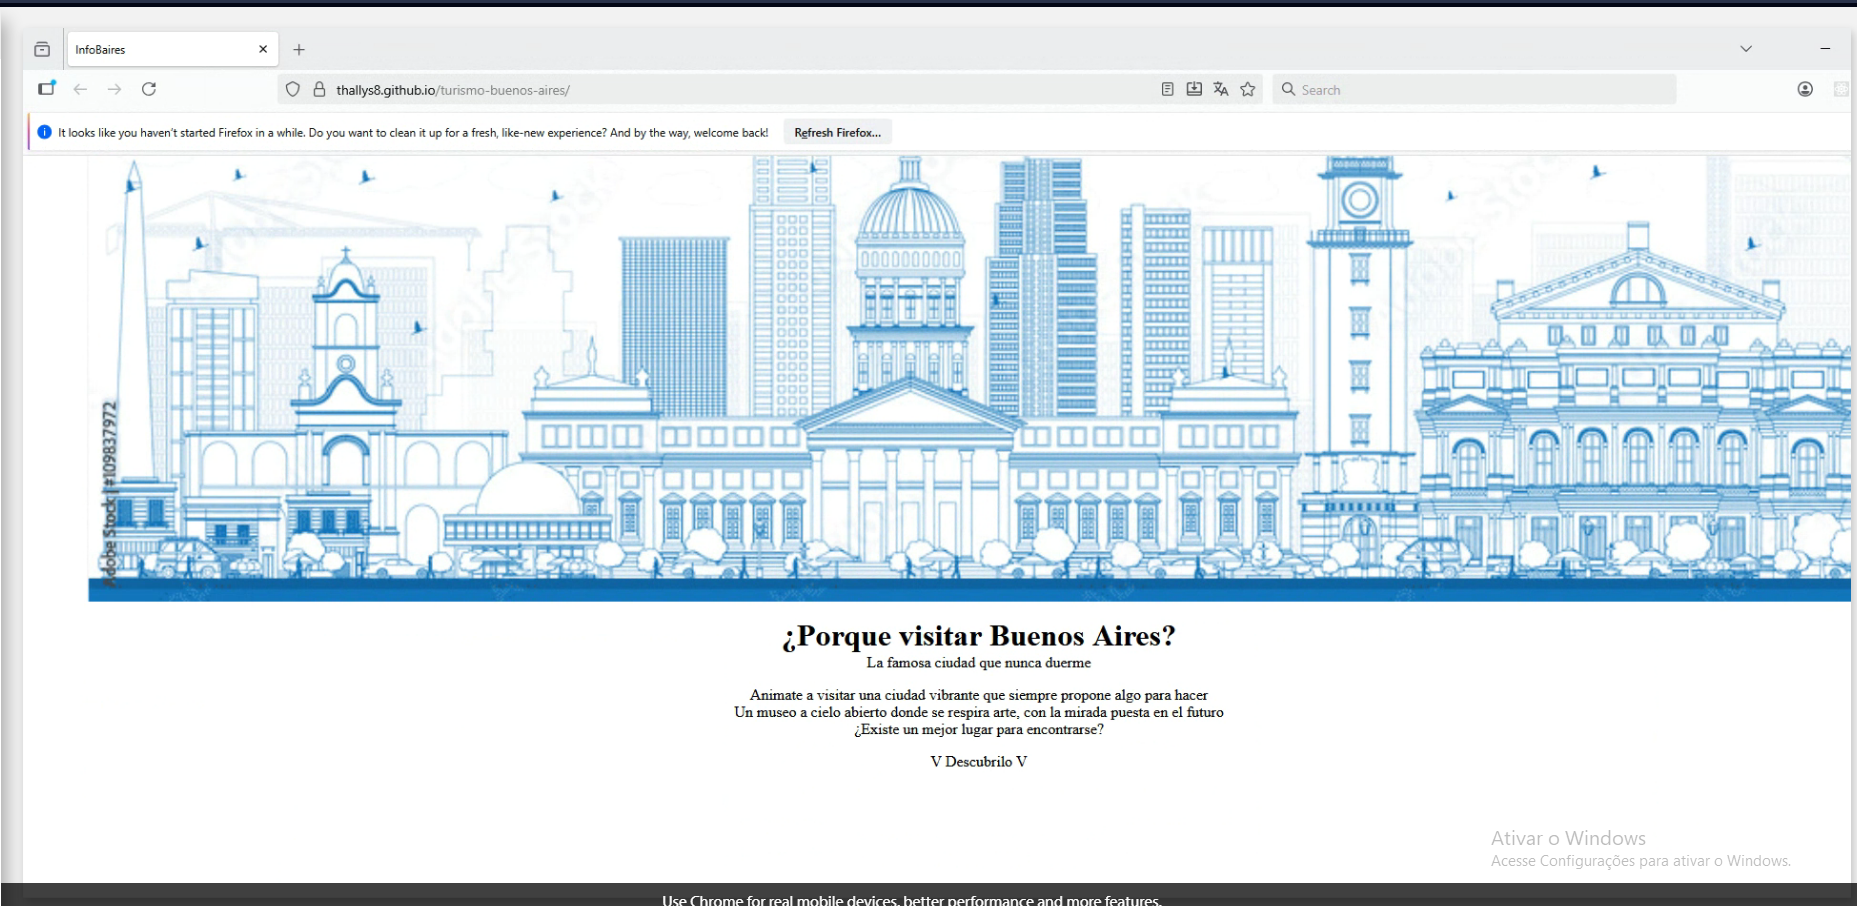 InfoBaires
thallys8.github.io/turismo-buenos-aires/
Search
It looks like you haven't started Firefox in a while. Do you want to clean it up for a fresh, like-new experience? And by the way, welcome back!
Refresh Firefox...
Adobe Stock | #109837972
¿Porque visitar Buenos Aires?
La famosa ciudad que nunca duerme
Animate a visitar una ciudad vibrante que siempre propone algo para hacer
Un museo a cielo abierto donde se respira arte, con la mirada puesta en el futuro
¿Existe un mejor lugar para encontrarse?
V Descubrilo V
Ativar o Windows
Acesse Configurações para ativar o Windows.
Use Chrome for real mobile devices, better performance and more features.